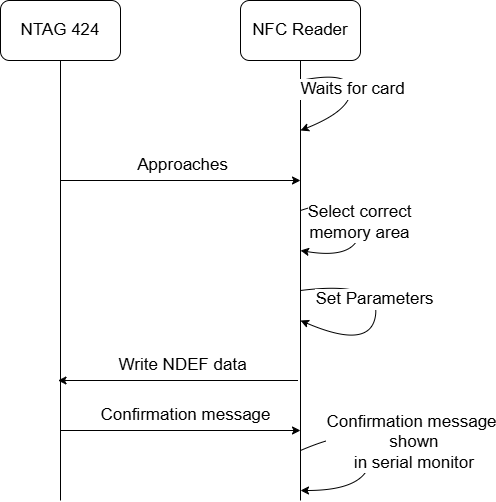 NTAG 424
NFC Reader
Waits for card
Approaches
Select correct
memory area
Set Parameters
Write NDEF data
Confirmation message
Confirmation message
shown
in serial monitor